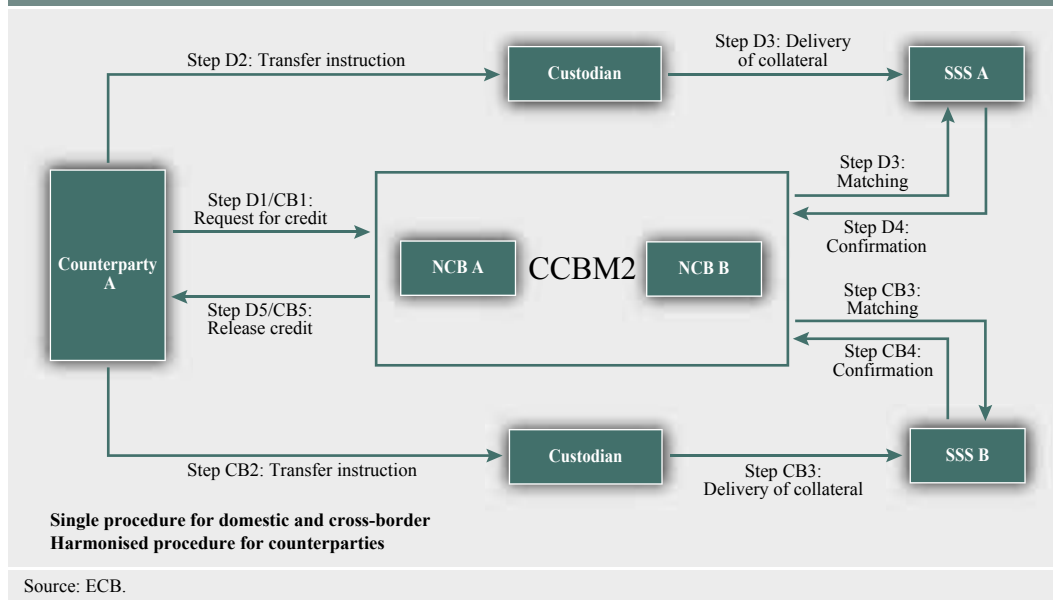 Step D2: Transfer instruction
Custodian
Step D3: Delivery
of collateral
SSS A
Step D3:
Matching
Step D4:
Confirmation
Step D1/CB1:
Request for credit
Counterparty
A
NCB A
CCBM2
NCB B
Step D5/CB5:
Release credit
Step CB3:
Matching
Step CB4:
Confirmation
Step CB2: Transfer instruction
Custodian
Step CB3:
Delivery of collateral
SSS B
Single procedure for domestic and cross-border
Harmonised procedure for counterparties
Source: ECB.